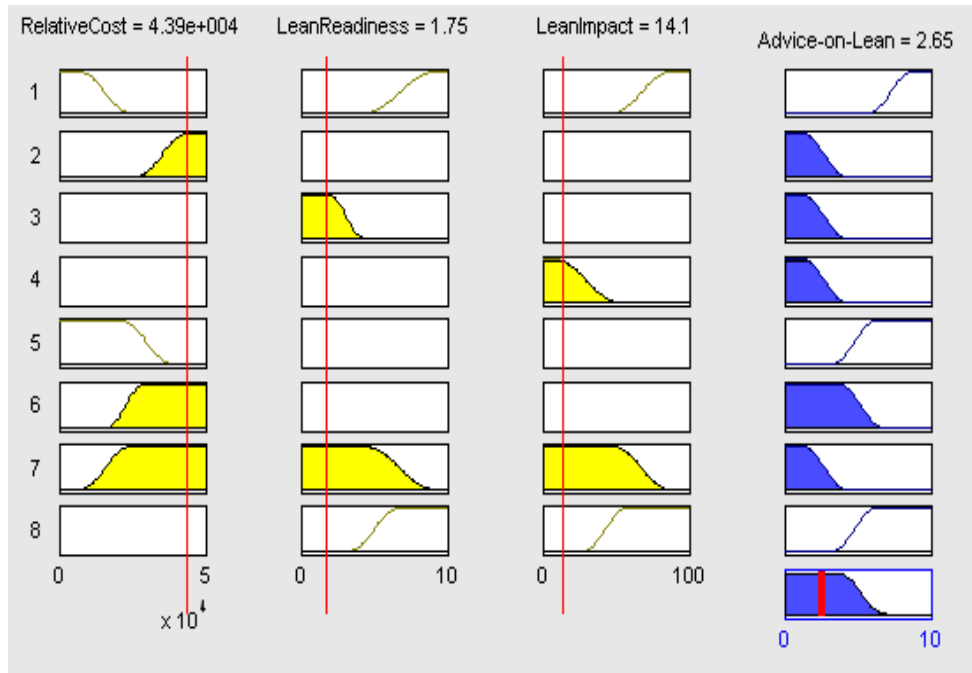 RelativeCost = 4.39e+004
LeanReadiness = 1.75
LeanImpact = 14.1
Advice-on-Lean = 2.65
1
2
3
4
5
6
7
8
0 5
x 10^4
0 10
0 100
0 10